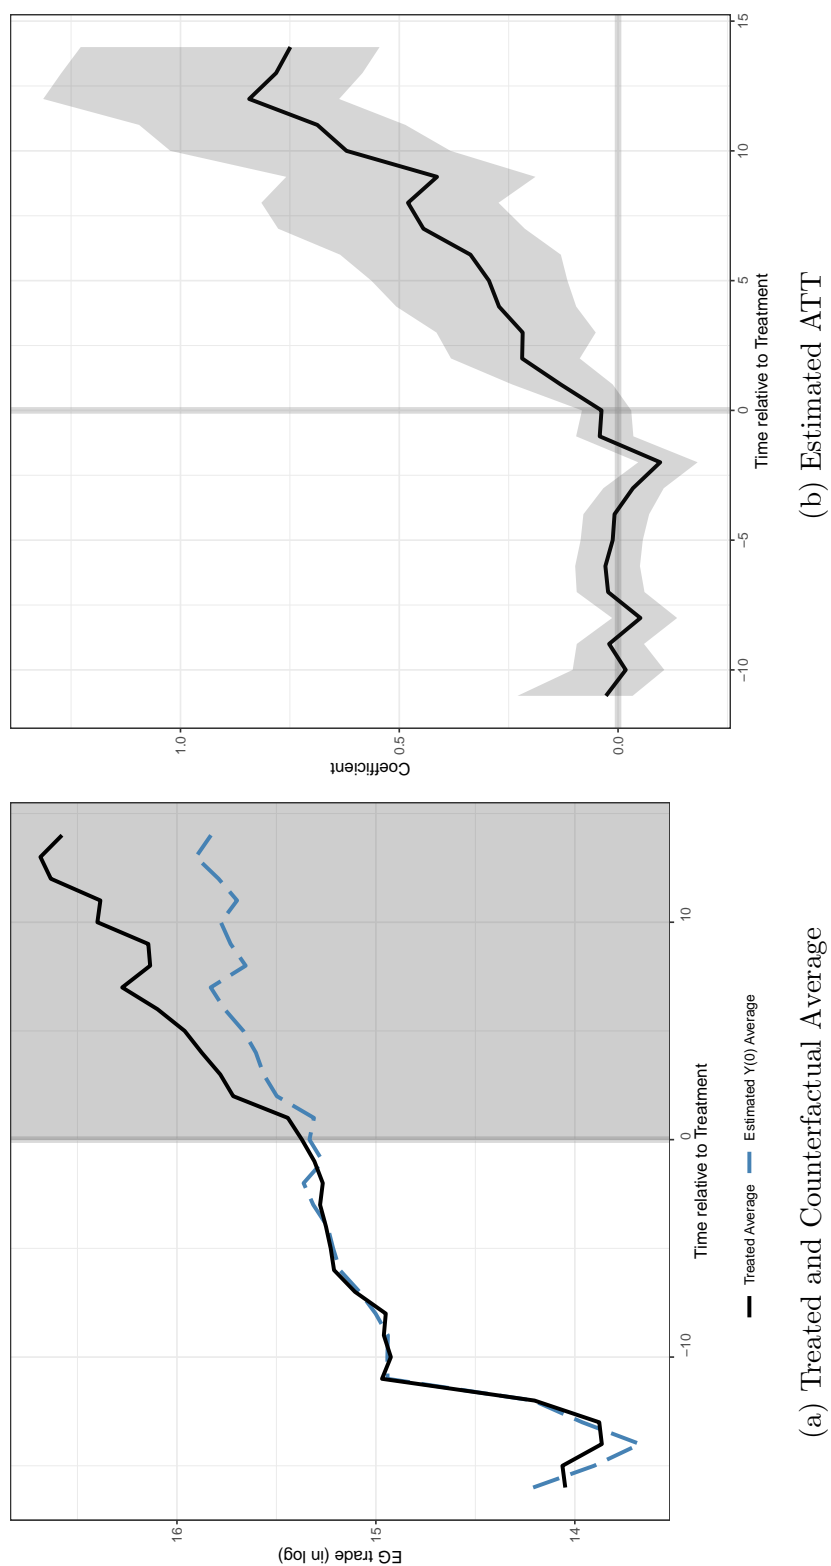 EG trade (in log)
16
15
14
−10
0
10
Time relative to Treatment
Treated Average
Estimated Y(0) Average
(a) Treated and Counterfactual Average
Coefficient
1.0
0.5
0.0
−10
−5
0
5
10
15
Time relative to Treatment
(b) Estimated ATT